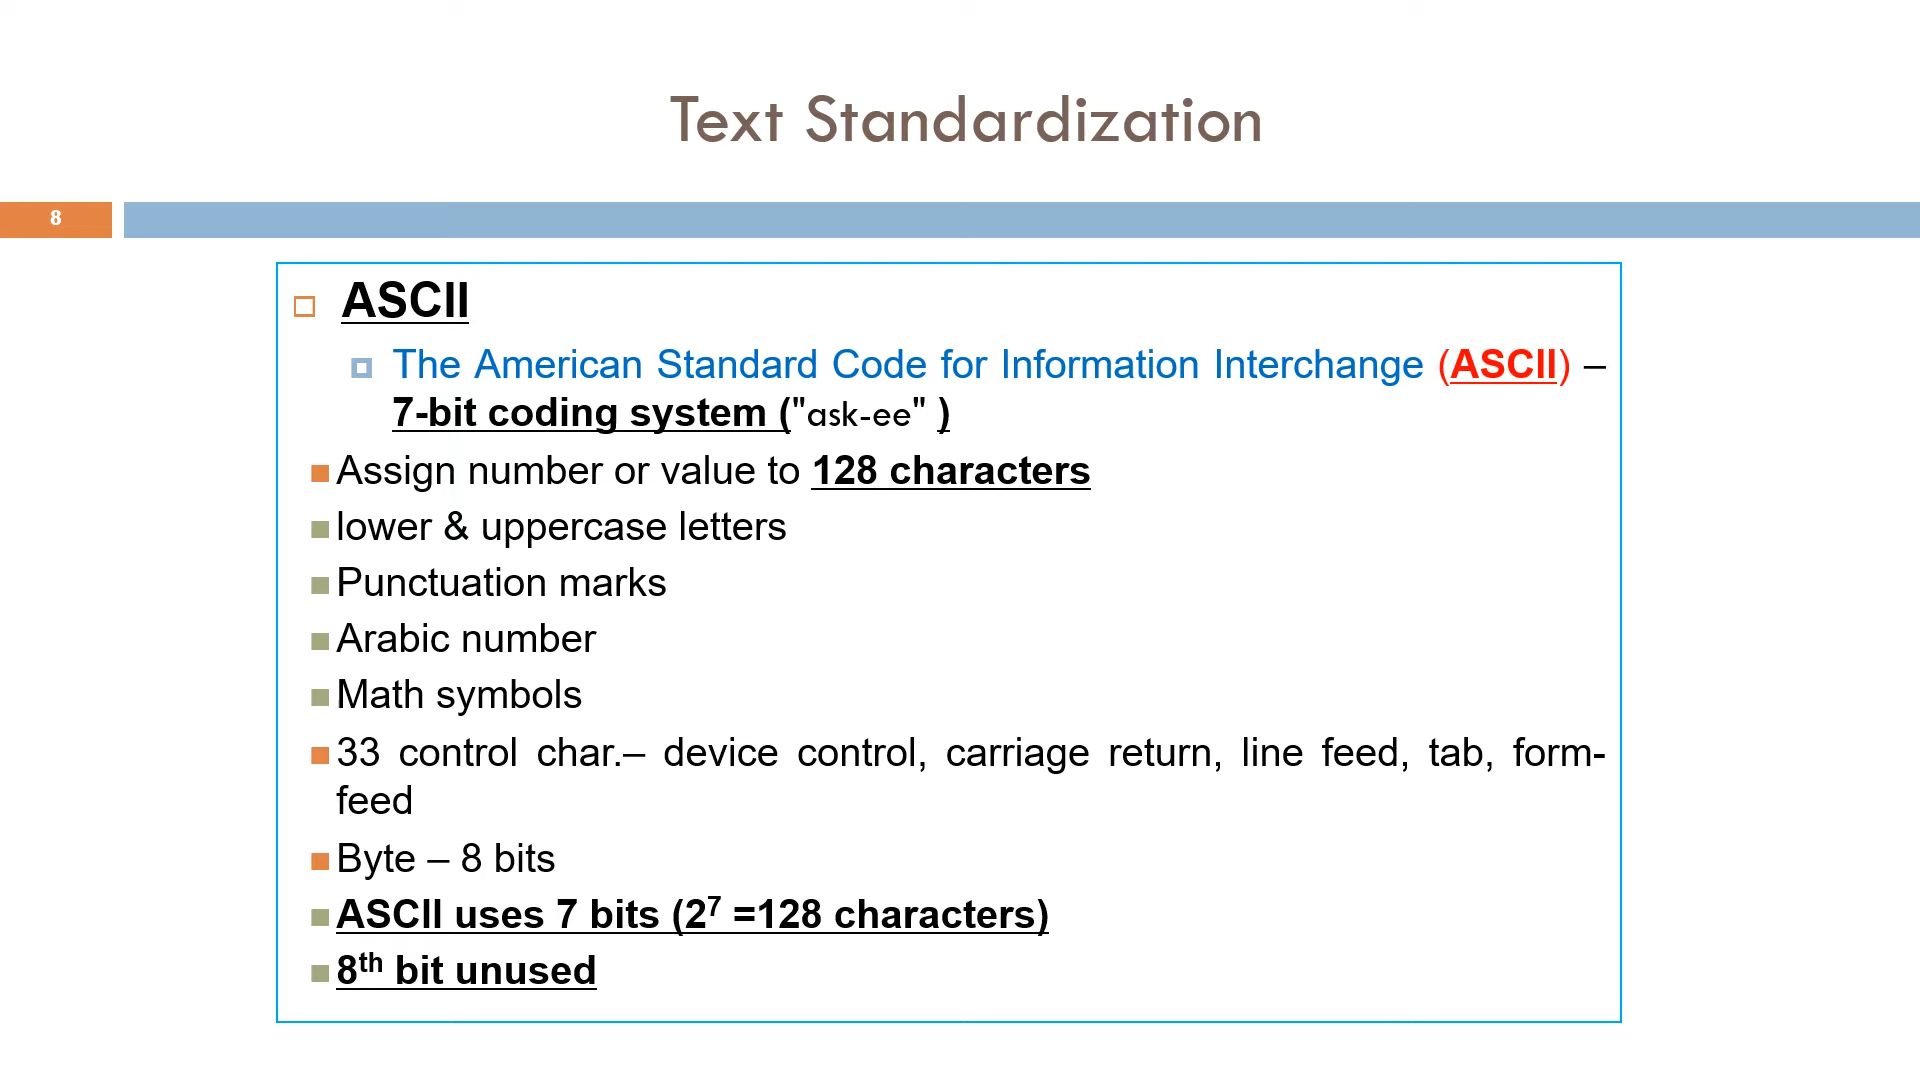 Text Standardization
8
ASCII
The American Standard Code for Information Interchange (ASCII) –
7-bit coding system ("ask-ee" )
Assign number or value to 128 characters
lower & uppercase letters
Punctuation marks
Arabic number
Math symbols
33 control char.– device control, carriage return, line feed, tab, form-
feed
Byte – 8 bits
ASCII uses 7 bits (2⁷ =128 characters)
8ᵗʰ bit unused